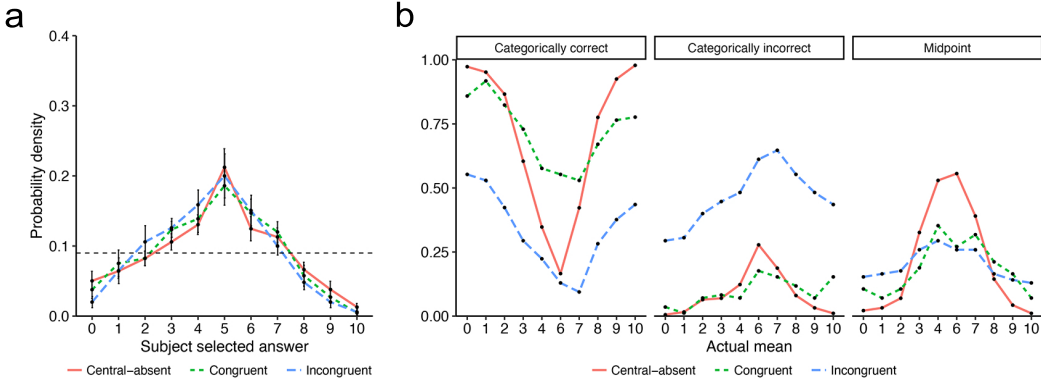 a
b
Categorically correct
Categorically incorrect
Midpoint
Probability density
0.4
0.3
0.2
0.1
0.0
0 1 2 3 4 5 6 7 8 9 10
Subject selected answer
Central-absent Congruent Incongruent
1.00
0.75
0.50
0.25
0.00
0 1 2 3 4 6 7 8 9 10
0 1 2 3 4 6 7 8 9 10
0 1 2 3 4 6 7 8 9 10
Actual mean
Central-absent Congruent Incongruent